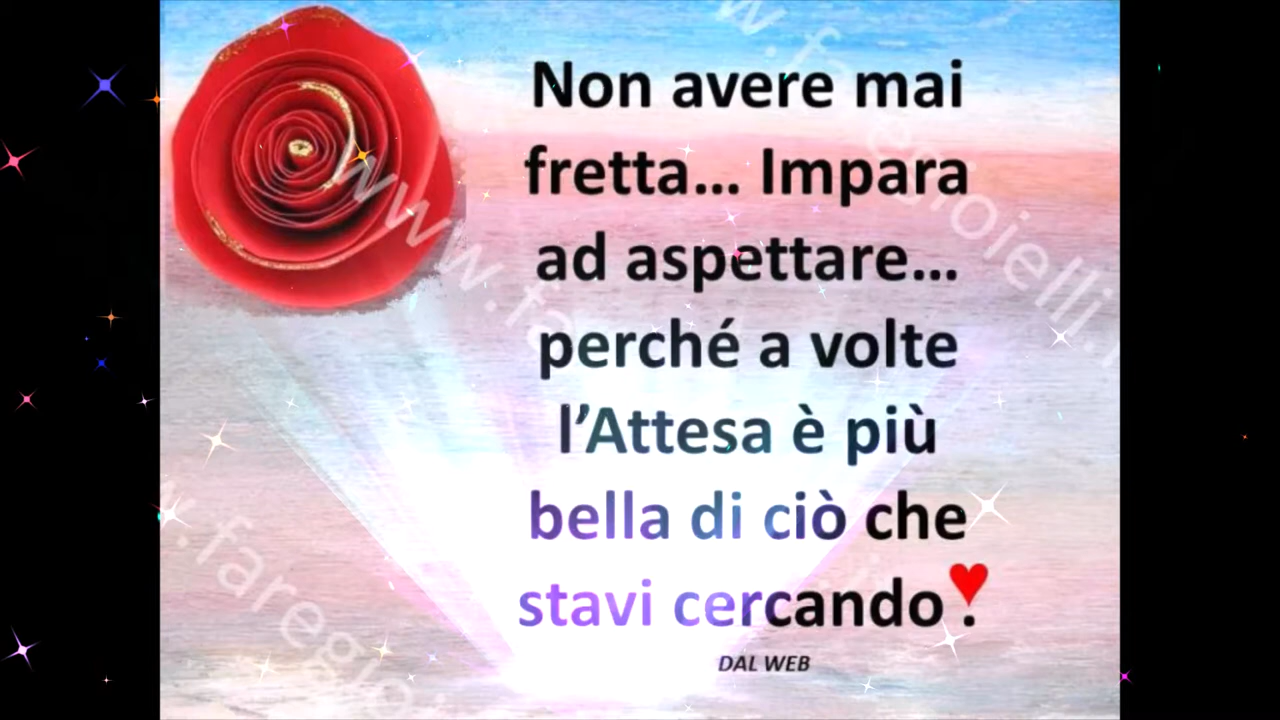 Non avere mai
fretta... Impara
ad aspettare...
perché a volte
l'Attesa è più
bella di ciò che
stavi cercando .
DAL WEB